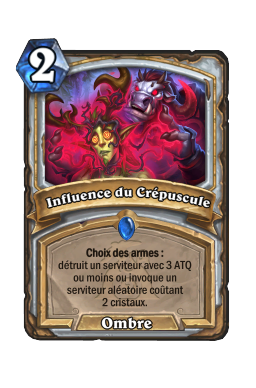 2
Influence du Crépuscule
Choix des armes :
détruit un serviteur avec 3 ATQ
ou moins ou invoque un
serviteur aléatoire coûtant
2 cristaux.
Ombre